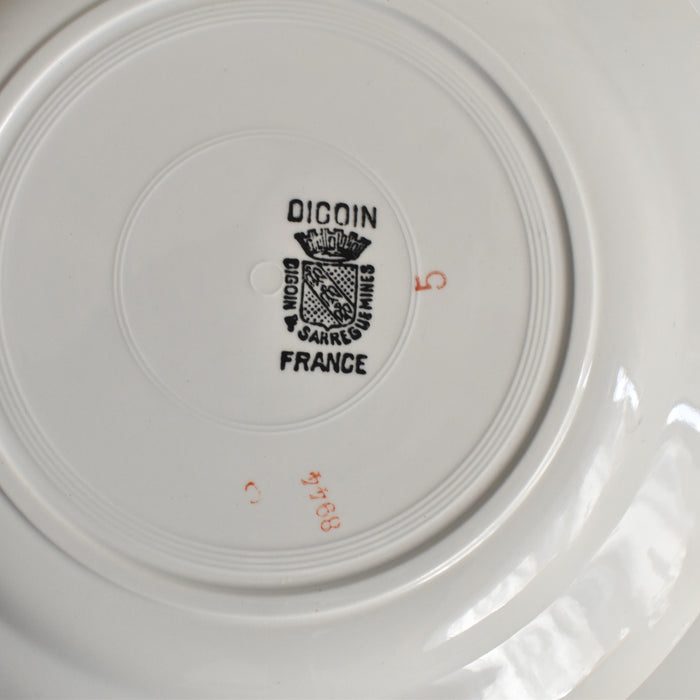 DIGOIN
DIGOIN & SARREGUEMINES
FRANCE
5
8944